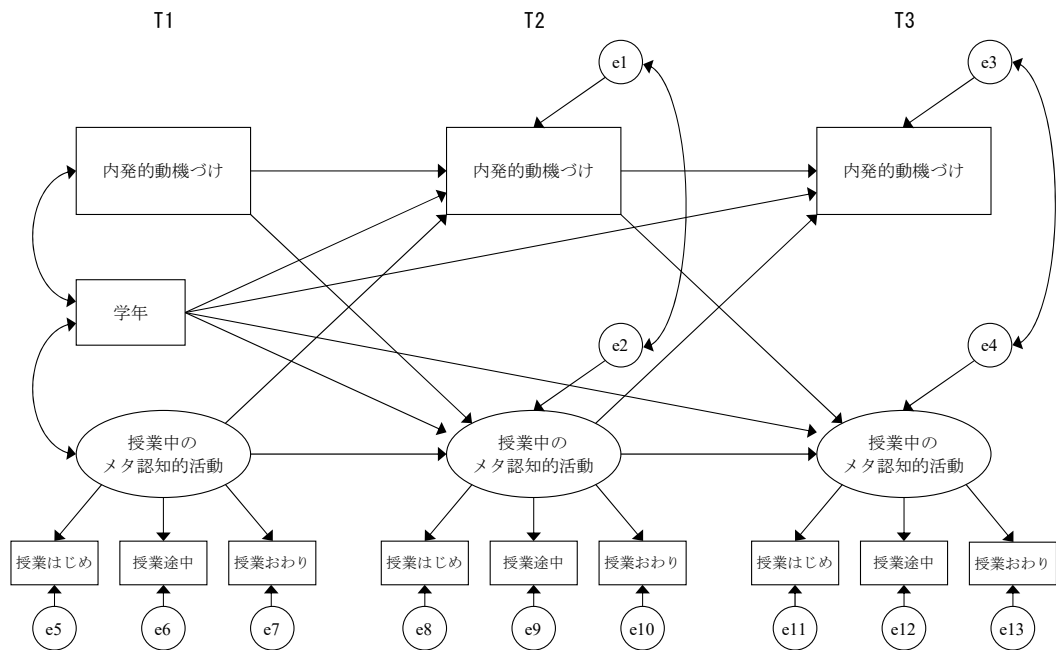 T1
T2
T3
e1
e3
内発的動機づけ
内発的動機づけ
内発的動機づけ
学年
e2
e4
授業中の
メタ認知的活動
授業中の
メタ認知的活動
授業中の
メタ認知的活動
授業はじめ
授業途中
授業おわり
授業はじめ
授業途中
授業おわり
授業はじめ
授業途中
授業おわり
e5
e6
e7
e8
e9
e10
e11
e12
e13